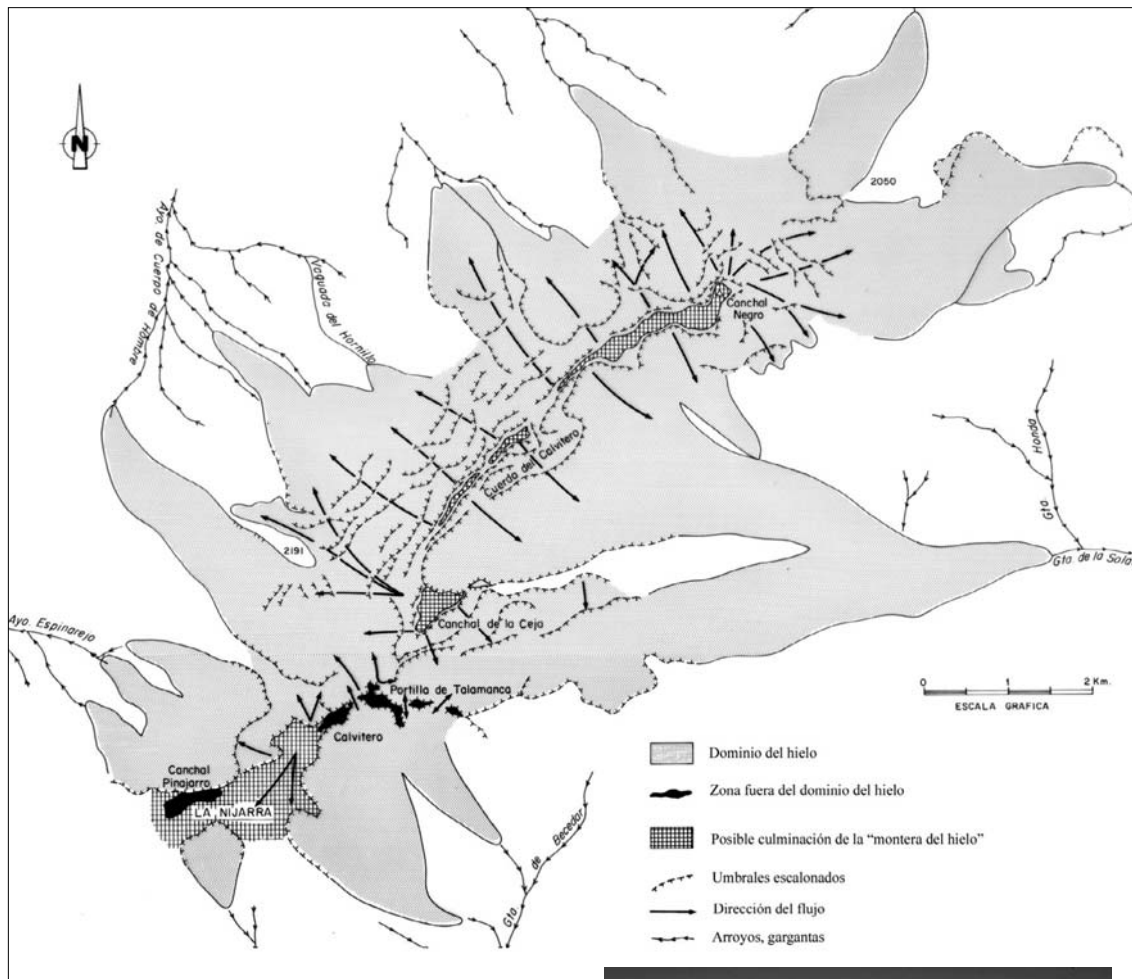 N
2050
Ayo. de Cuerpo de Hombre
Vaguada del Hornillo
Canchal
Negro
Cuerda del Calvitero
Gta. Honda
2191
Gta. de la Solana
Ayo. Espinarejo
Canchal de la Ceja
Portilla de Talamanca
0 1 2 Km.
ESCALA GRAFICA
Calvitero
Canchal
Pinajarro
LA NIJARRA
Gta. de Becedar
Dominio del hielo
Zona fuera del dominio del hielo
Posible culminación de la “montera del hielo”
Umbrales escalonados
Dirección del flujo
Arroyos, gargantas